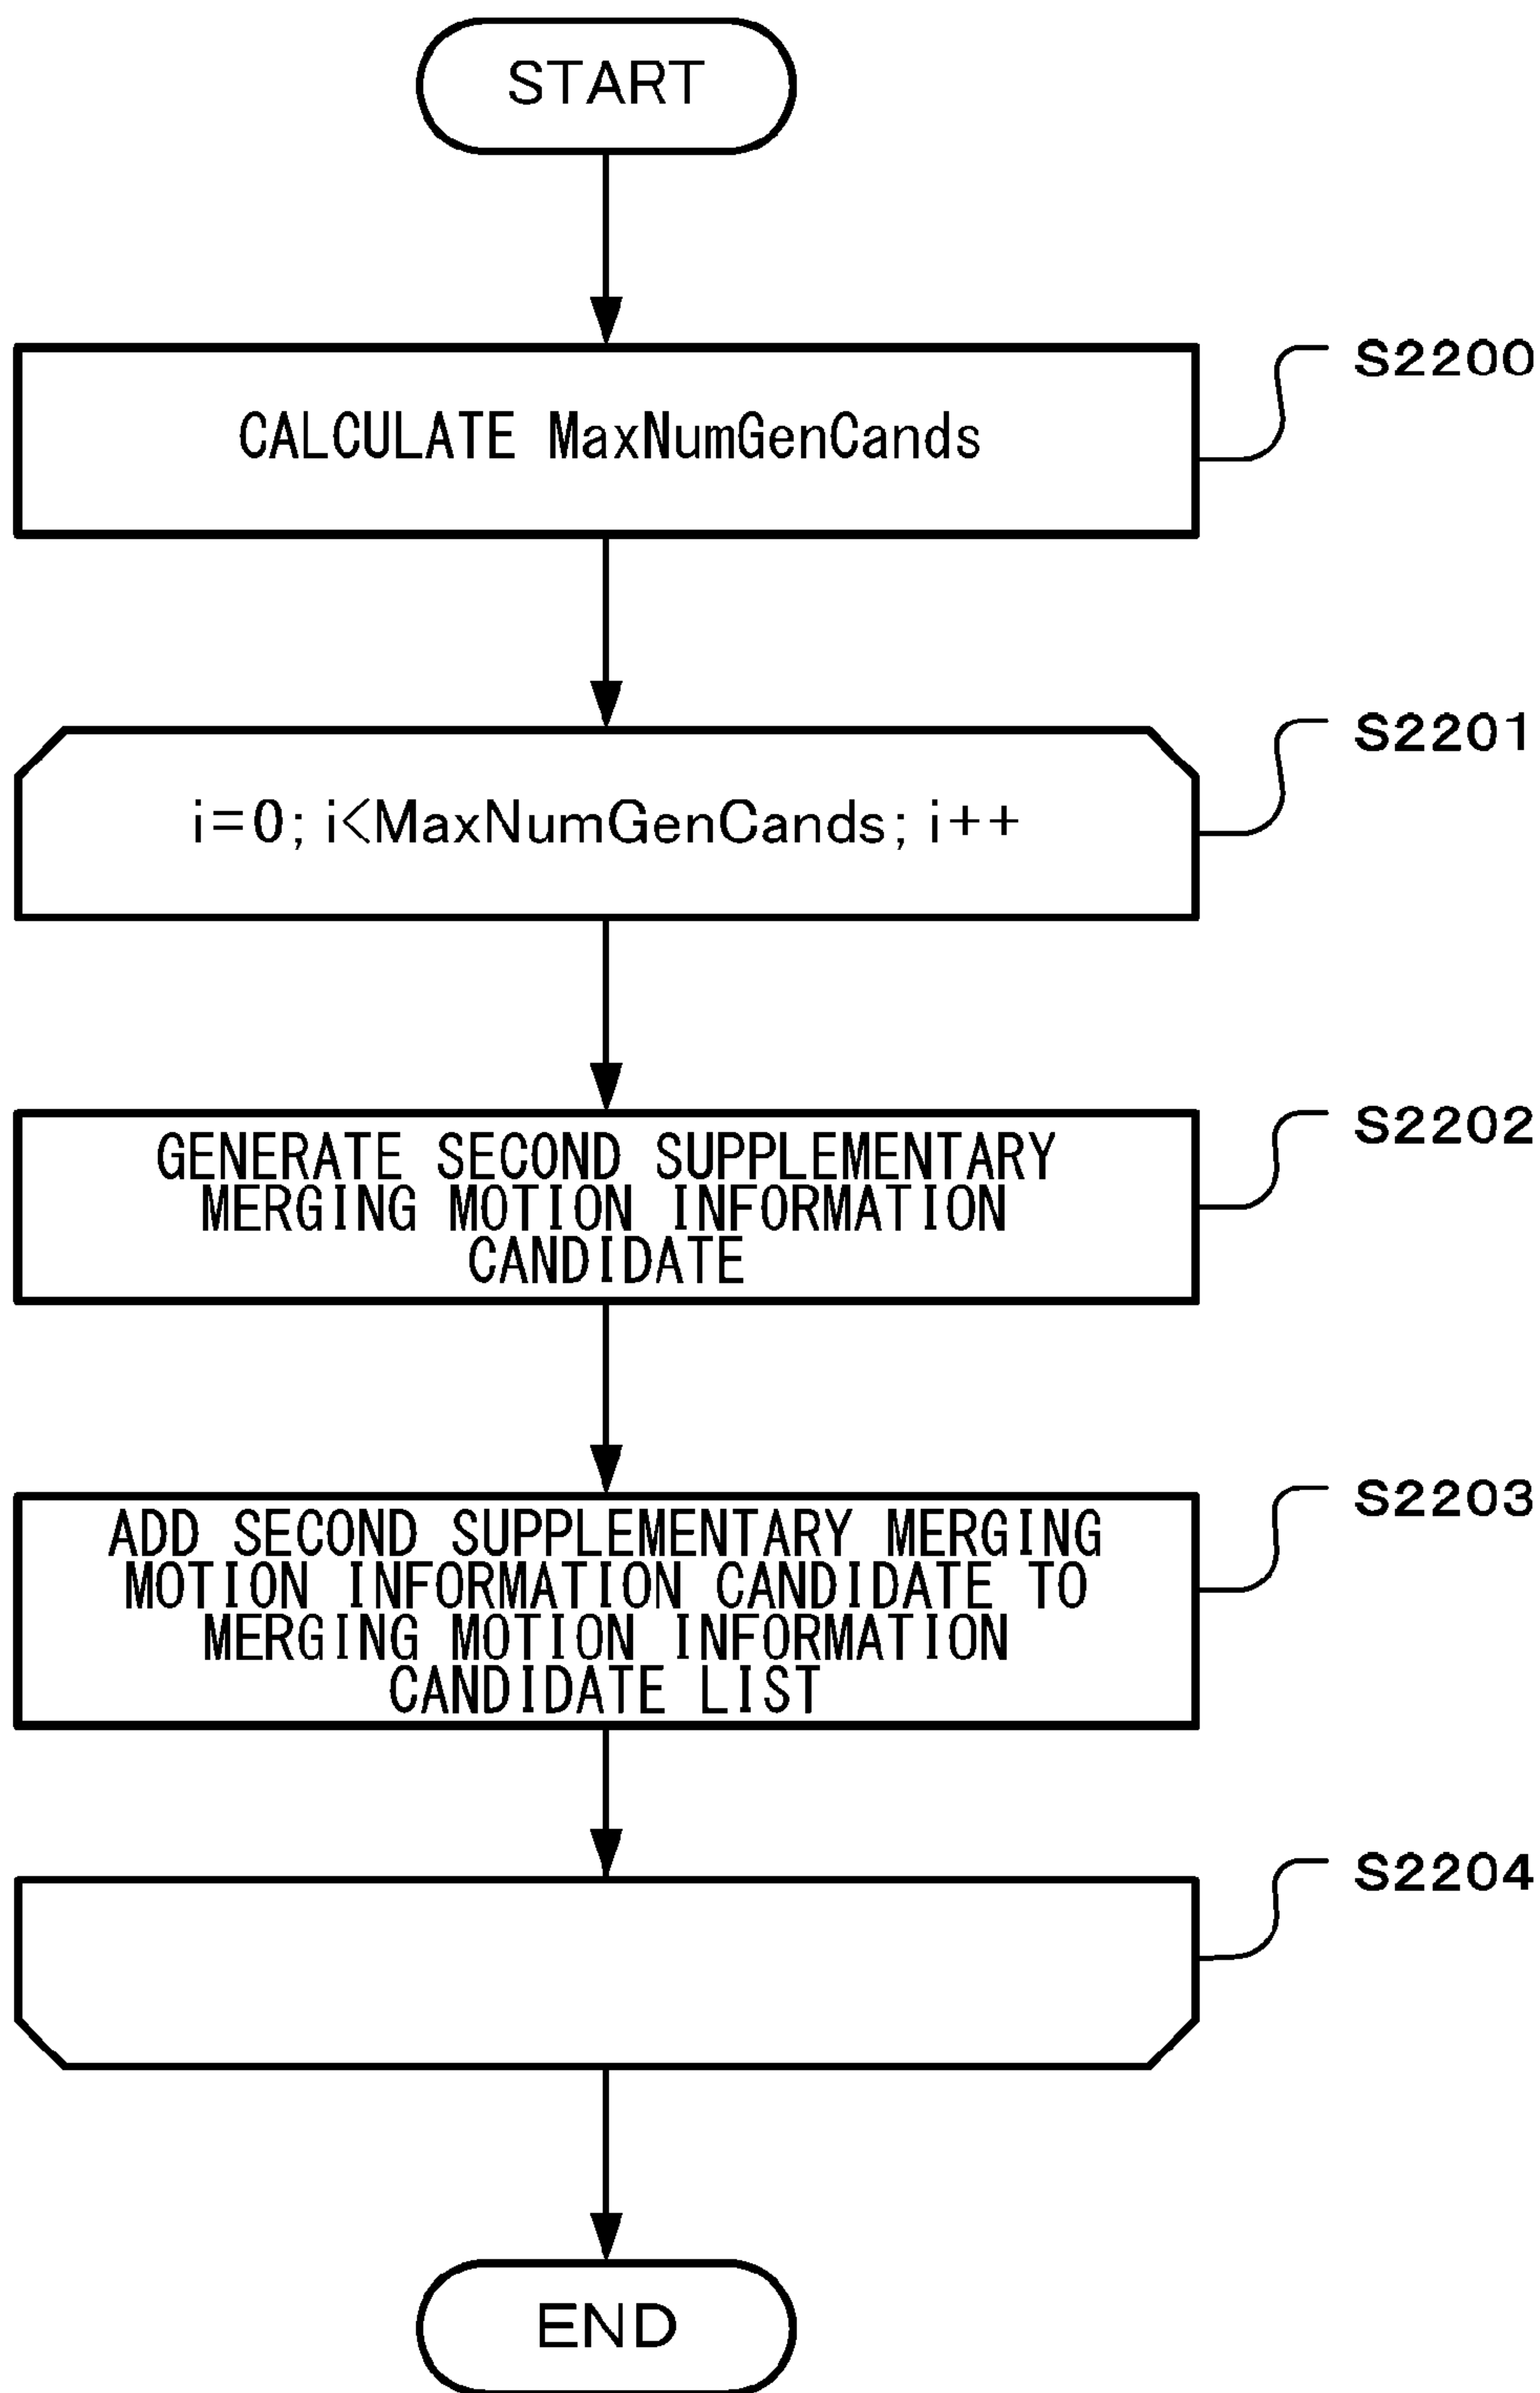 START
CALCULATE MaxNumGenCands
S2200
i=0; i<MaxNumGenCands; i++
S2201
GENERATE SECOND SUPPLEMENTARY
MERGING MOTION INFORMATION
CANDIDATE
S2202
ADD SECOND SUPPLEMENTARY MERGING
MOTION INFORMATION CANDIDATE TO
MERGING MOTION INFORMATION
CANDIDATE LIST
S2203
S2204
END